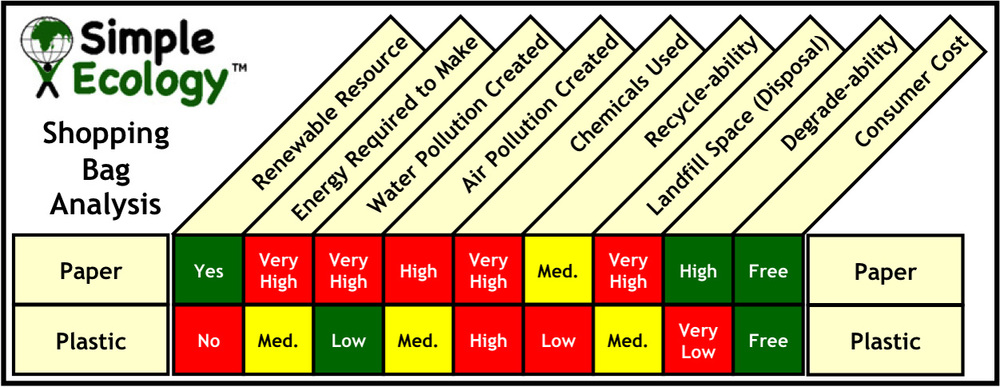 Simple
Ecology™
Shopping
Bag
Analysis
Renewable Resource
Energy Required to Make
Water Pollution Created
Air Pollution Created
Chemicals Used
Recycle-ability
Landfill Space (Disposal)
Degrade-ability
Consumer Cost
Paper Yes Very High Very High High Very High Med. Very High High Free Paper
Plastic No Med. Low Med. High Low Med. Very Low Free Plastic